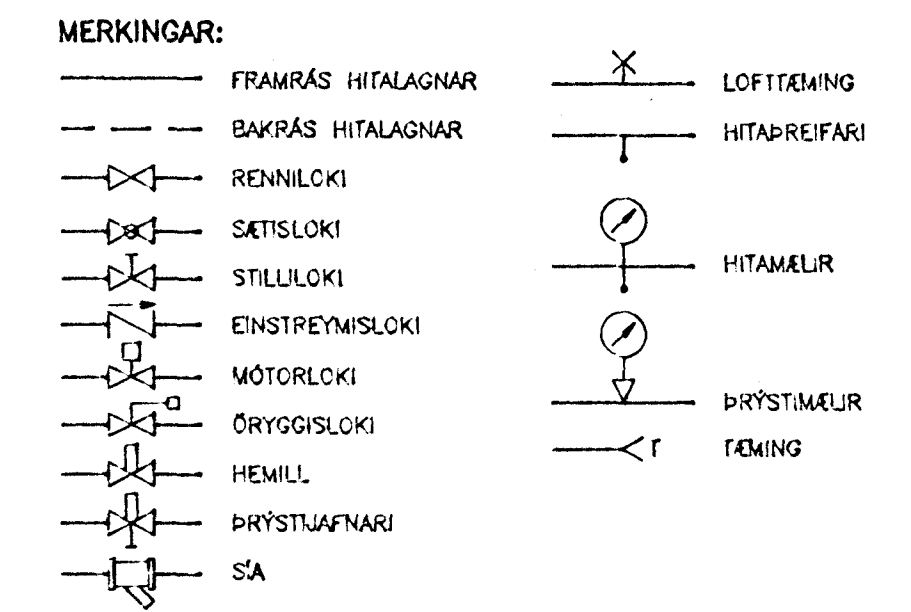 MERKINGAR:
FRAMRÁS HITALAGNAR
BAKRÁS HITALAGNAR
RENNILOKI
SÆTISLOKI
STILLILOKI
EINSTREYMISLOKI
MÓTORLOKI
ÖRYGGISLOKI
HEMILL
ÞRÝSTIJAFNARI
SÍA
LOFTTÆMING
HITAÞREIFARI
HITAMÆLIR
ÞRÝSTIMÆLIR
T TÆMING